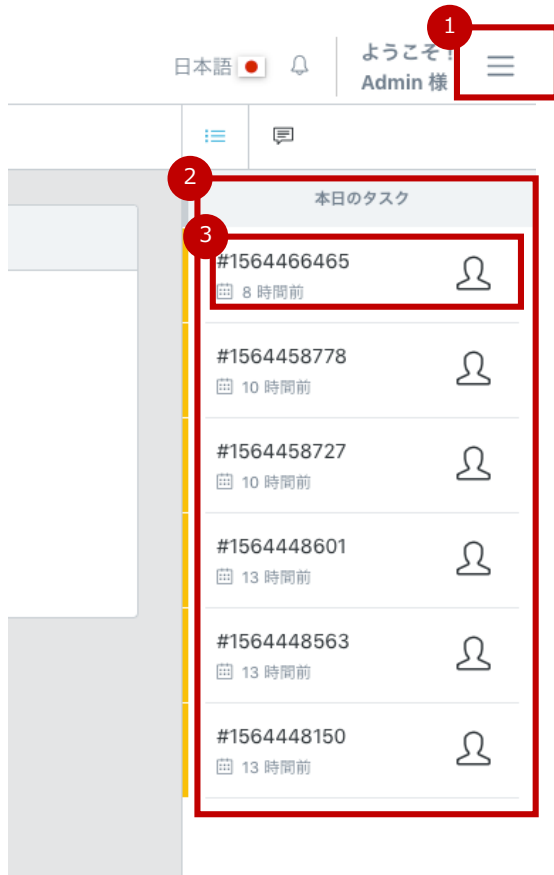 1
日本語
ようこそ！
Admin 様
2
本日のタスク
3
#1564466465
8 時間前
#1564458778
10 時間前
#1564458727
10 時間前
#1564448601
13 時間前
#1564448563
13 時間前
#1564448150
13 時間前